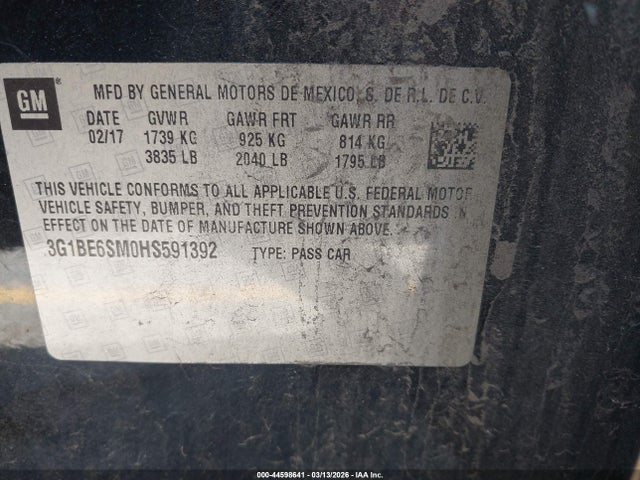 GM
MFD BY GENERAL MOTORS DE MEXICO, S. DE R.L. DE C.V.
DATE GVWR GAWR FRT GAWR RR
02/17 1739 KG 925 KG 814 KG
3835 LB 2040 LB 1795 LB
THIS VEHICLE CONFORMS TO ALL APPLICABLE U.S. FEDERAL MOTOR
VEHICLE SAFETY, BUMPER, AND THEFT PREVENTION STANDARDS IN
EFFECT ON THE DATE OF MANUFACTURE SHOWN ABOVE.
3G1BE6SM0HS591392 TYPE: PASS CAR
000-44598641 | 03/13/2026 | IAA Inc.